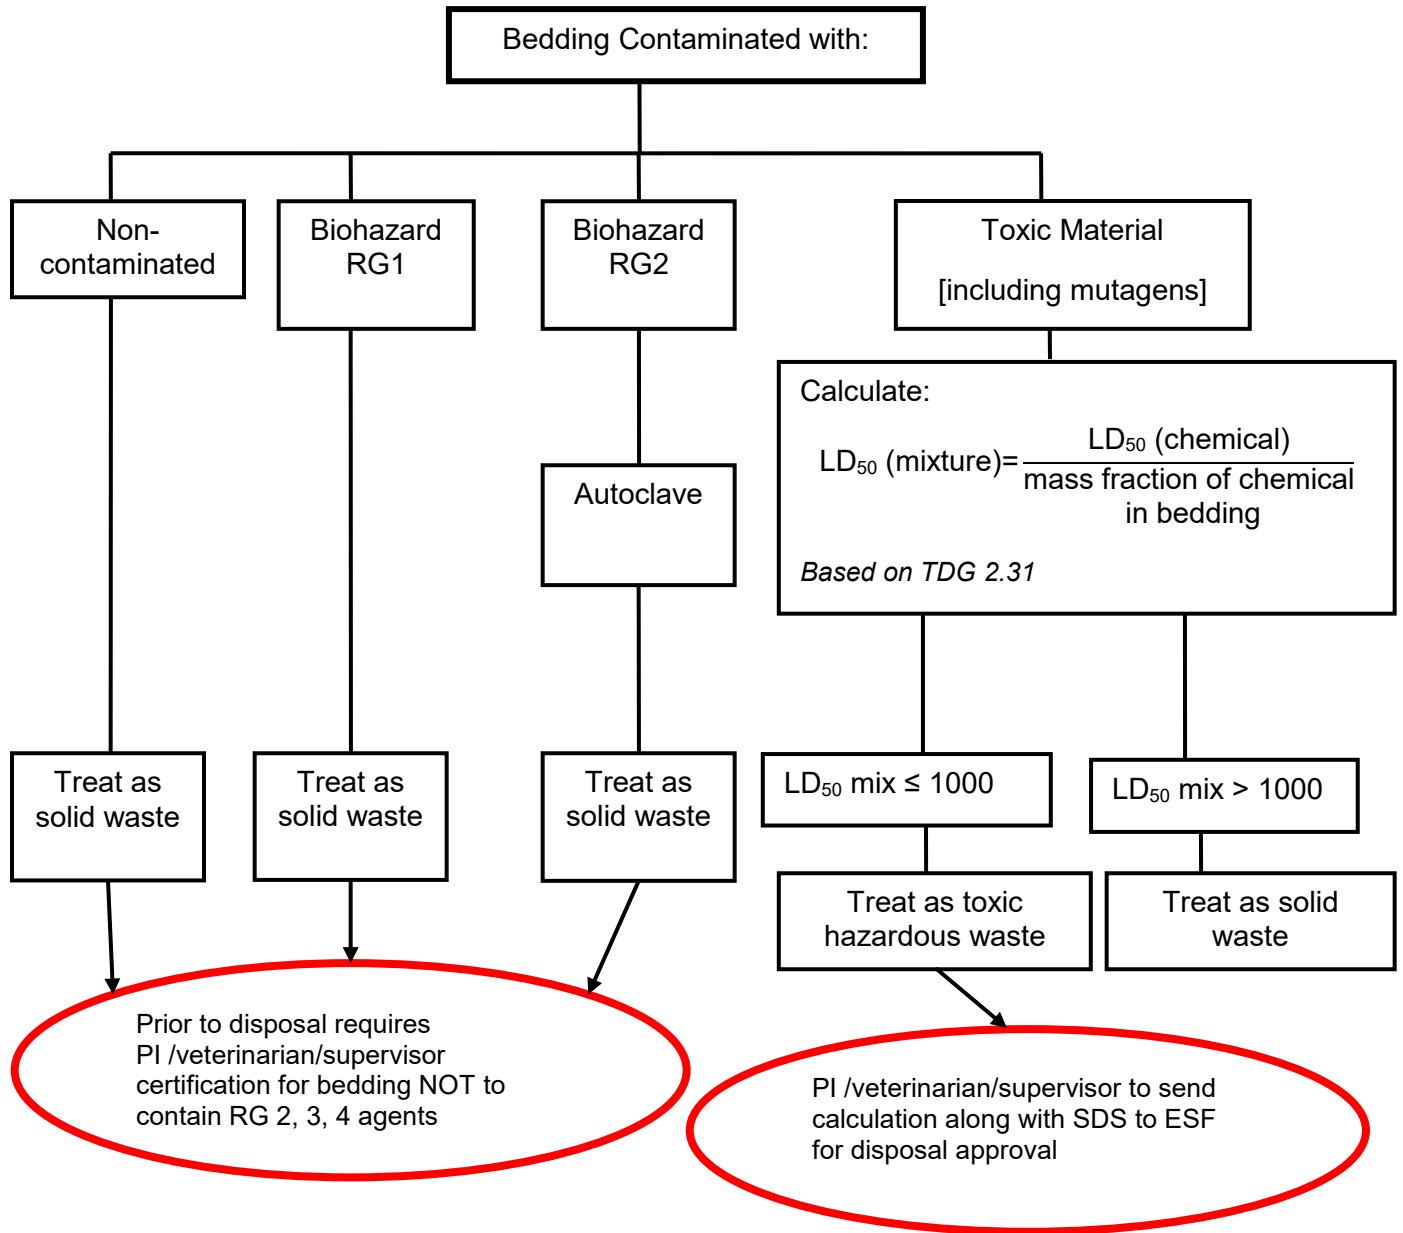 Bedding Contaminated with:
Non-
contaminated
Biohazard
RG1
Biohazard
RG2
Toxic Material
[including mutagens]
Calculate:
LD₅₀ (chemical)
LD₅₀ (mixture)=
mass fraction of chemical
in bedding
Based on TDG 2.31
Autoclave
Treat as
solid waste
Treat as
solid waste
Treat as
solid waste
LD₅₀ mix ≤ 1000
LD₅₀ mix > 1000
Treat as toxic
hazardous waste
Treat as solid
waste
Prior to disposal requires
PI /veterinarian/supervisor
certification for bedding NOT to
contain RG 2, 3, 4 agents
PI /veterinarian/supervisor to send
calculation along with SDS to ESF
for disposal approval